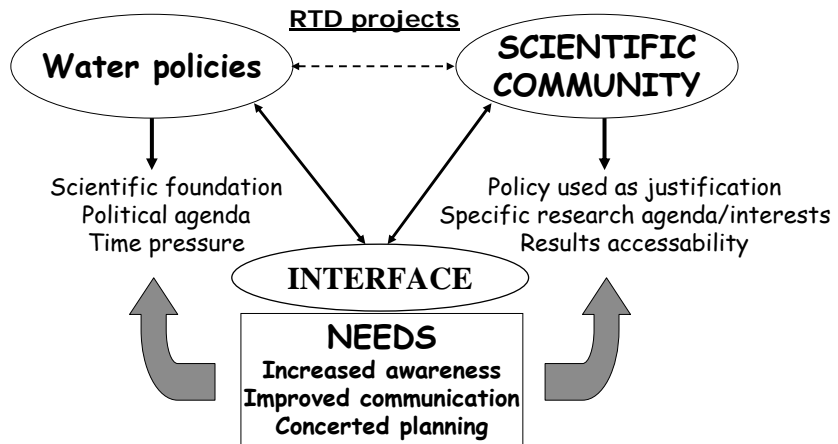 RTD projects
Water policies
SCIENTIFIC
COMMUNITY
Scientific foundation
Political agenda
Time pressure
Policy used as justification
Specific research agenda/interests
Results accessability
INTERFACE
NEEDS
Increased awareness
Improved communication
Concerted planning